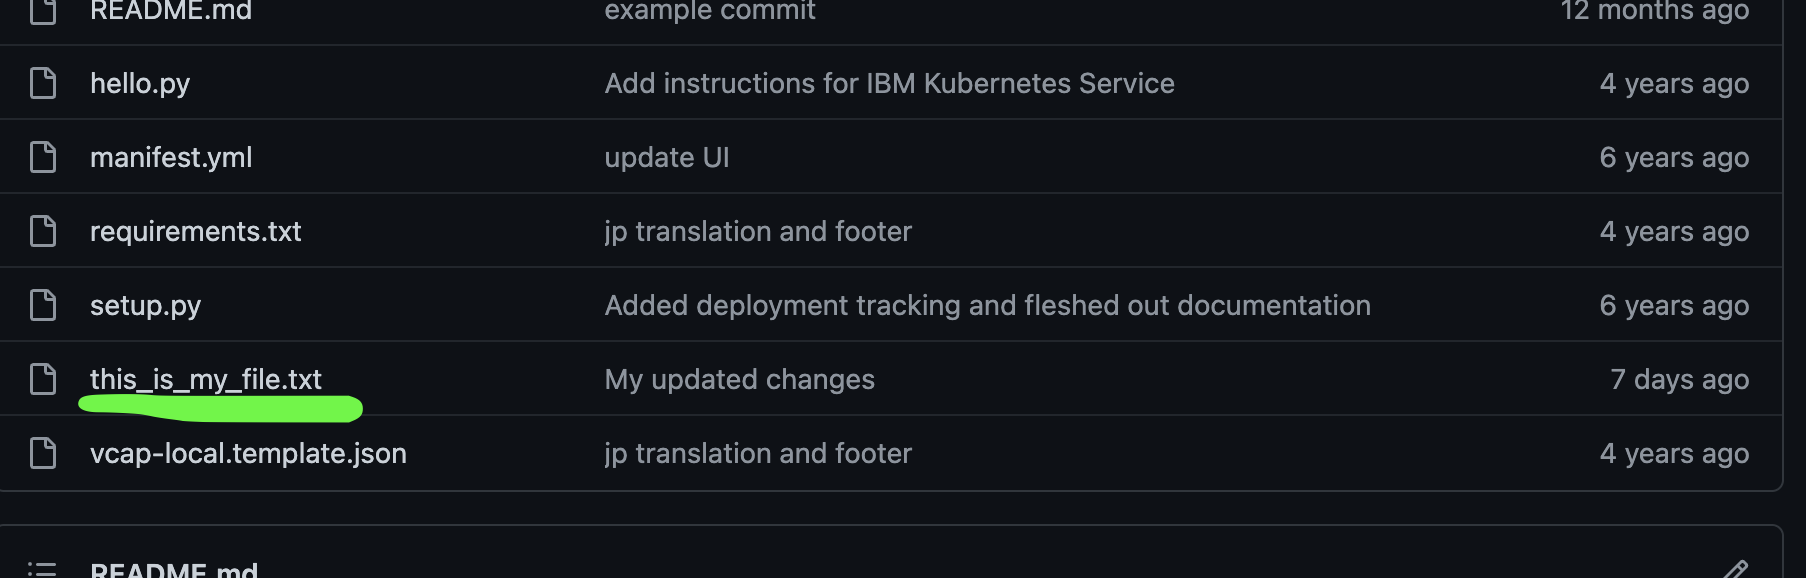 README.md example commit 12 months ago
hello.py Add instructions for IBM Kubernetes Service 4 years ago
manifest.yml update UI 6 years ago
requirements.txt jp translation and footer 4 years ago
setup.py Added deployment tracking and fleshed out documentation 6 years ago
this_is_my_file.txt My updated changes 7 days ago
vcap-local.template.json jp translation and footer 4 years ago
README.md